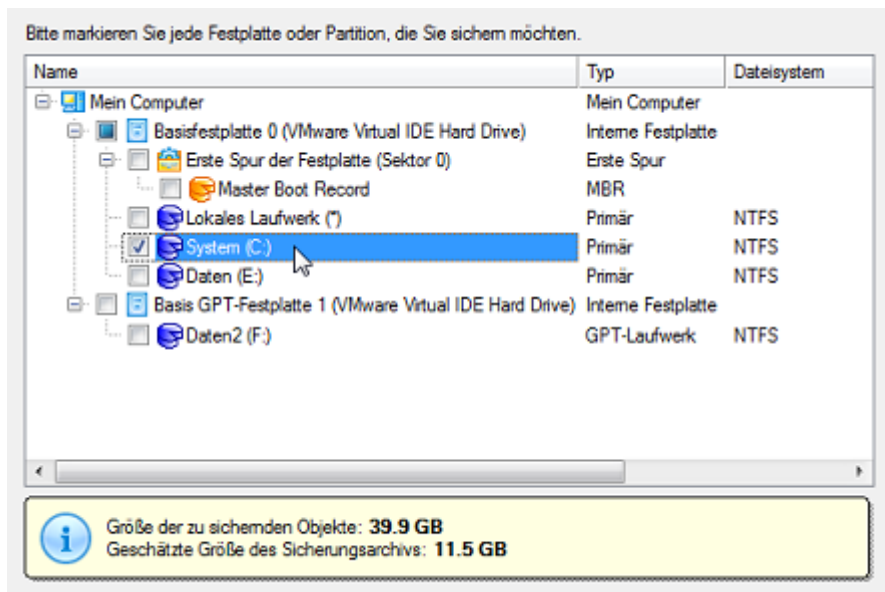 Bitte markieren Sie jede Festplatte oder Partition, die Sie sichern möchten.
Name Typ Dateisystem
Mein Computer Mein Computer
Basisfestplatte 0 (VMware Virtual IDE Hard Drive) Interne Festplatte
Erste Spur der Festplatte (Sektor 0) Erste Spur
Master Boot Record MBR
Lokales Laufwerk (*) Primär NTFS
System (C:) Primär NTFS
Daten (E:) Primär NTFS
Basis GPT-Festplatte 1 (VMware Virtual IDE Hard Drive) Interne Festplatte
Daten2 (F:) GPT-Laufwerk NTFS
Größe der zu sichernden Objekte: 39.9 GB
Geschätzte Größe des Sicherungsarchivs: 11.5 GB